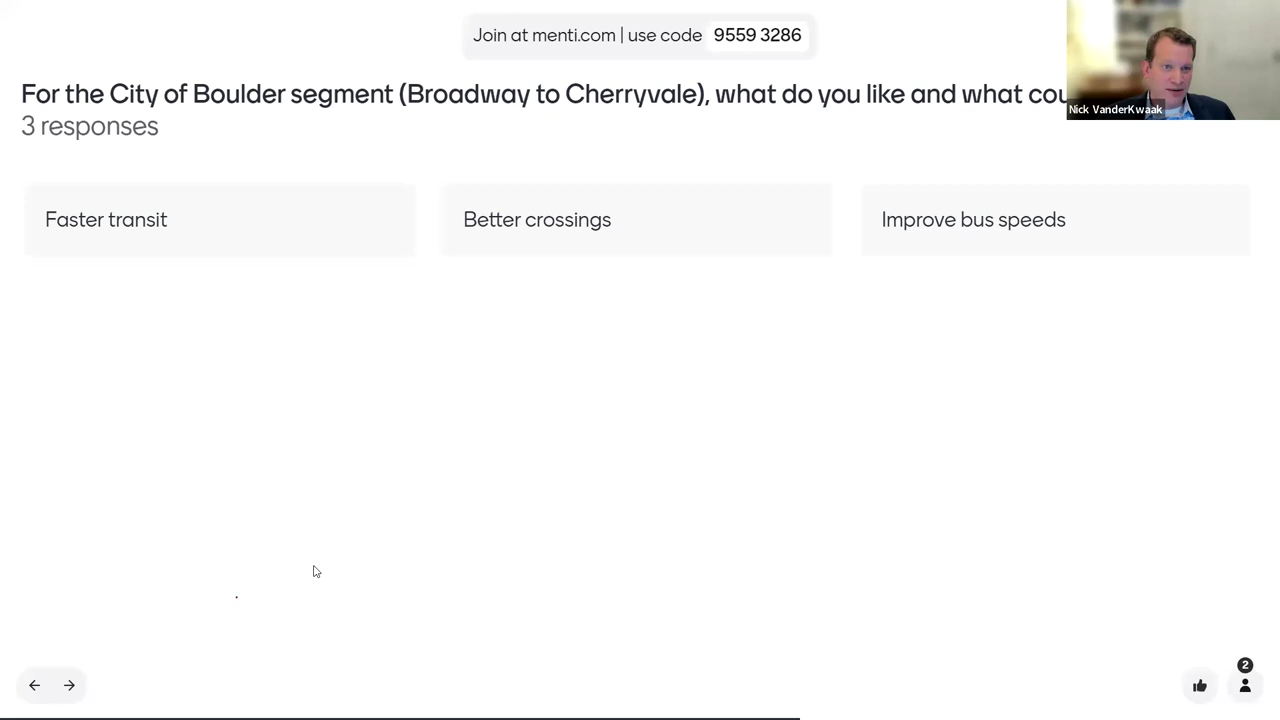 Join at menti.com | use code 9559 3286
For the City of Boulder segment (Broadway to Cherryvale), what do you like and what cou
Nick VanderKwaak
3 responses
Faster transit
Better crossings
Improve bus speeds
2